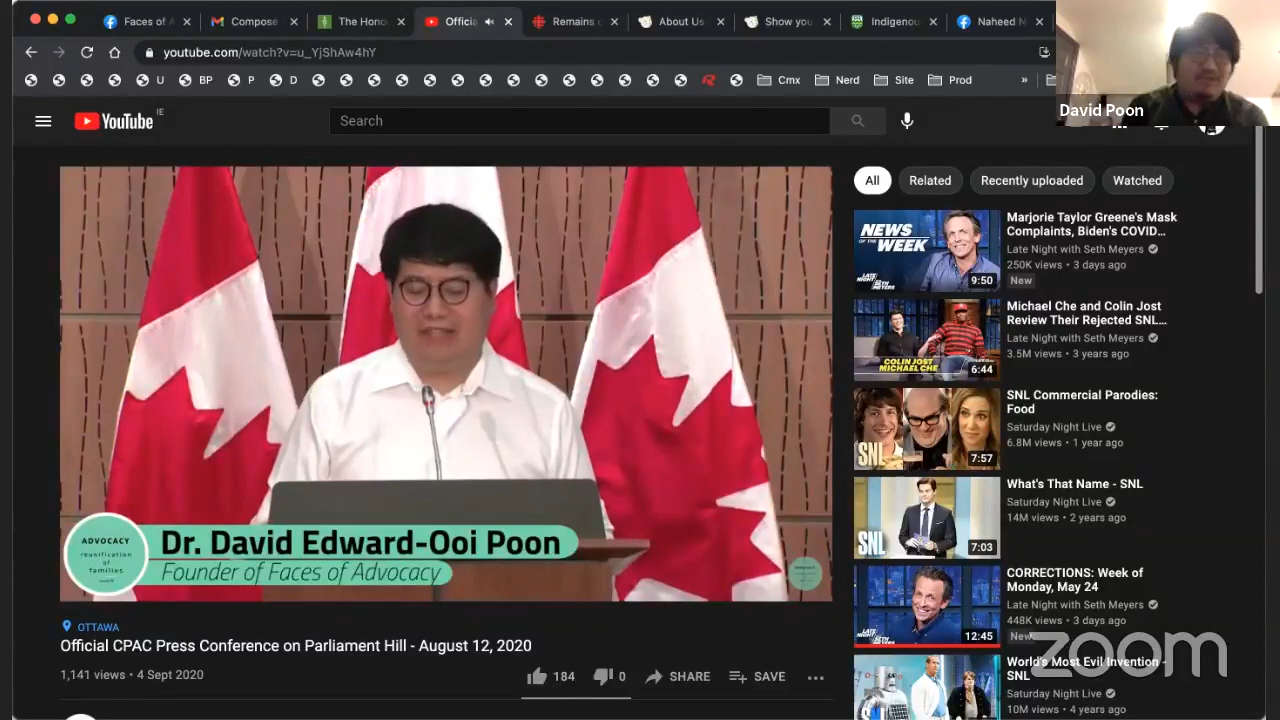 Faces of A
Compose
The Hono
Officia
Remains o
About Us
Show you
Indigenou
Naheed N
youtube.com/watch?v=u_YjShAw4hY
U
BP
P
D
Cmx
Nerd
Site
Prod
»
David Poon
YouTube IE
Search
All
Related
Recently uploaded
Watched
ADVOCACY
reunification
of
families
Dr. David Edward-Ooi Poon
Founder of Faces of Advocacy
OTTAWA
Official CPAC Press Conference on Parliament Hill - August 12, 2020
1,141 views • 4 Sept 2020
184
0
SHARE
SAVE
NEWS
OF THE
WEEK
LATE
NIGHT
SETH
MEYERS
9:50
Marjorie Taylor Greene's Mask
Complaints, Biden's COVID...
Late Night with Seth Meyers
250K views • 3 days ago
New
COLIN JOST
MICHAEL CHE
6:44
Michael Che and Colin Jost
Review Their Rejected SNL...
Late Night with Seth Meyers
3.5M views • 3 years ago
SNL
7:57
SNL Commercial Parodies:
Food
Saturday Night Live
6.8M views • 1 year ago
SNL
7:03
What's That Name - SNL
Saturday Night Live
14M views • 2 years ago
12:45
CORRECTIONS: Week of
Monday, May 24
Late Night with Seth Meyers
448K views • 3 days ago
New
World's Most Evil Invention -
SNL
Saturday Night Live
10M views • 4 years ago
zoom